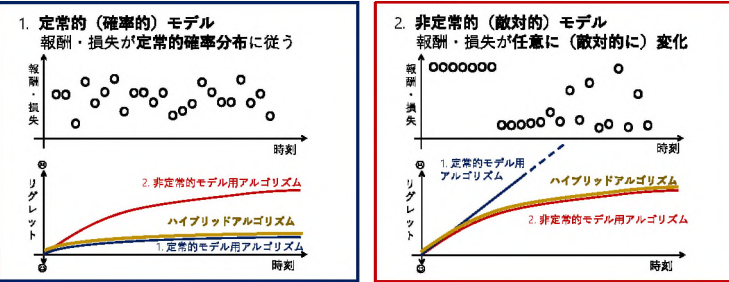 1. 定常的（確率的）モデル
報酬・損失が定常的確率分布に従う
報酬・損失
時刻
リグレット
2. 非定常的モデル用アルゴリズム
ハイブリッドアルゴリズム
1. 定常的モデル用アルゴリズム
時刻
2. 非定常的（敵対的）モデル
報酬・損失が任意に（敵対的に）変化
報酬・損失
時刻
リグレット
1. 定常的モデル用
アルゴリズム
ハイブリッドアルゴリズム
2. 非定常的モデル用アルゴリズム
時刻